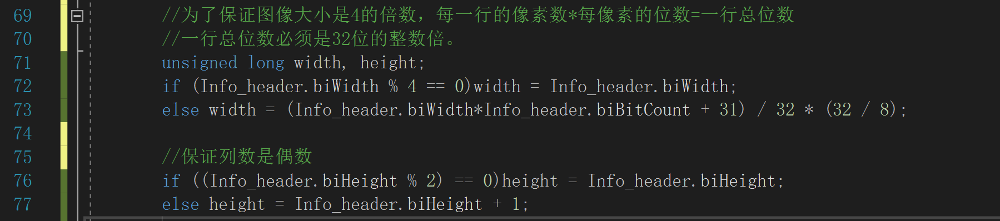 69 //为了保证图像大小是4的倍数，每一行的像素数*每像素的位数=一行总位数
70 //一行总位数必须是32位的整数倍。
71 unsigned long width, height;
72 if (Info_header.biWidth % 4 == 0)width = Info_header.biWidth;
73 else width = (Info_header.biWidth*Info_header.biBitCount + 31) / 32 * (32 / 8);
74
75 //保证列数是偶数
76 if ((Info_header.biHeight % 2) == 0)height = Info_header.biHeight;
77 else height = Info_header.biHeight + 1;